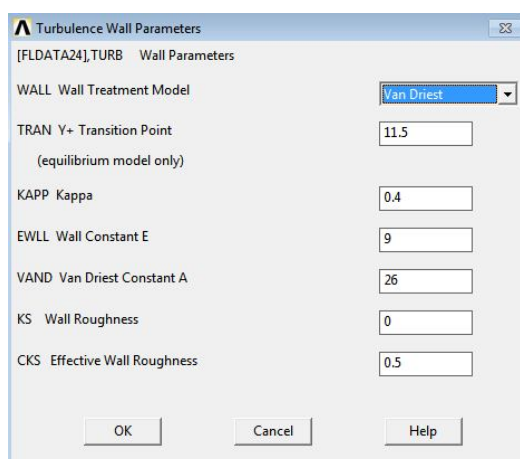 Turbulence Wall Parameters
[FLDATA24],TURB Wall Parameters
WALL Wall Treatment Model Van Driest
TRAN Y+ Transition Point 11.5
(equilibrium model only)
KAPP Kappa 0.4
EWLL Wall Constant E 9
VAND Van Driest Constant A 26
KS Wall Roughness 0
CKS Effective Wall Roughness 0.5
OK Cancel Help